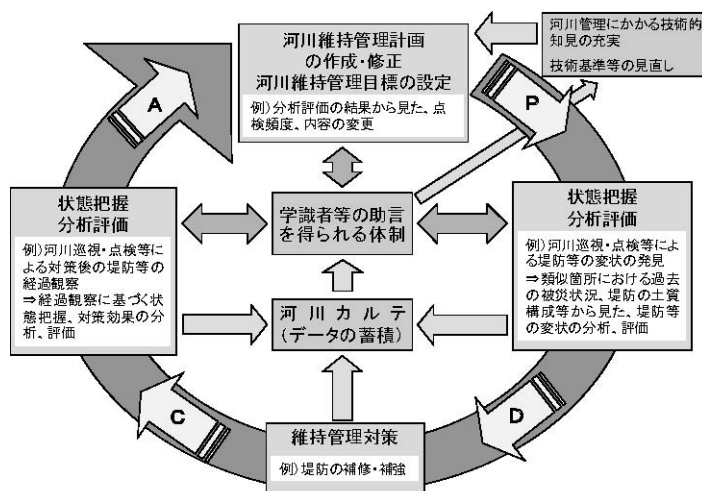 河川維持管理計画
の作成・修正
河川維持管理目標の設定
例）分析評価の結果から見た、点
検頻度、内容の変更
河川管理にかかる技術的
知見の充実
技術基準等の見直し
A
P
状態把握
分析評価
例）河川巡視・点検等によ
る対策後の堤防等の
経過観察
⇒経過観察に基づく状
態把握、対策効果の分
析、評価
学識者等の助言
を得られる体制
状態把握
分析評価
例）河川巡視・点検等によ
る堤防等の変状の発見
⇒類似箇所における過去
の被災状況、堤防の土質
構成等から見た、堤防等
の変状の分析、評価
河川カルテ
（データの蓄積）
C
D
維持管理対策
例）堤防の補修・補強